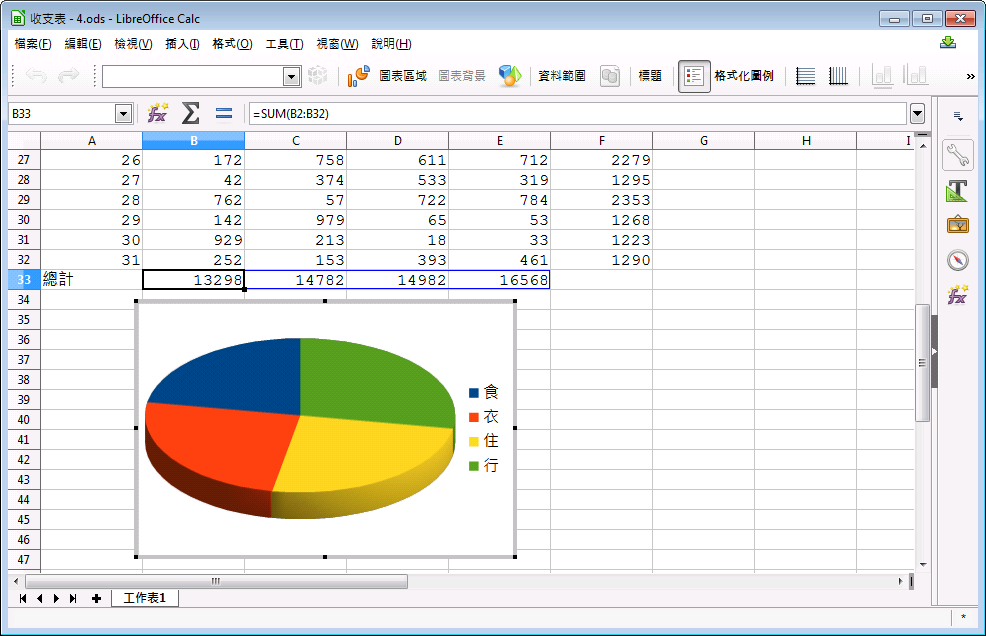 收支表 - 4.ods - LibreOffice Calc
檔案(F) 編輯(E) 檢視(V) 插入(I) 格式(O) 工具(T) 視窗(W) 說明(H)
圖表區域 圖表背景 資料範圍 標題 格式化圖例 »
B33 fx Σ = =SUM(B2:B32)
A B C D E F G H I
27 26 172 758 611 712 2279
28 27 42 374 533 319 1295
29 28 762 57 722 784 2353
30 29 142 979 65 53 1268
31 30 929 213 18 33 1223
32 31 252 153 393 461 1290
33 總計 13298 14782 14982 16568
34
35
36
37
38
39
40
41
42
43
44
45
46
47
食
衣
住
行
工作表1
*